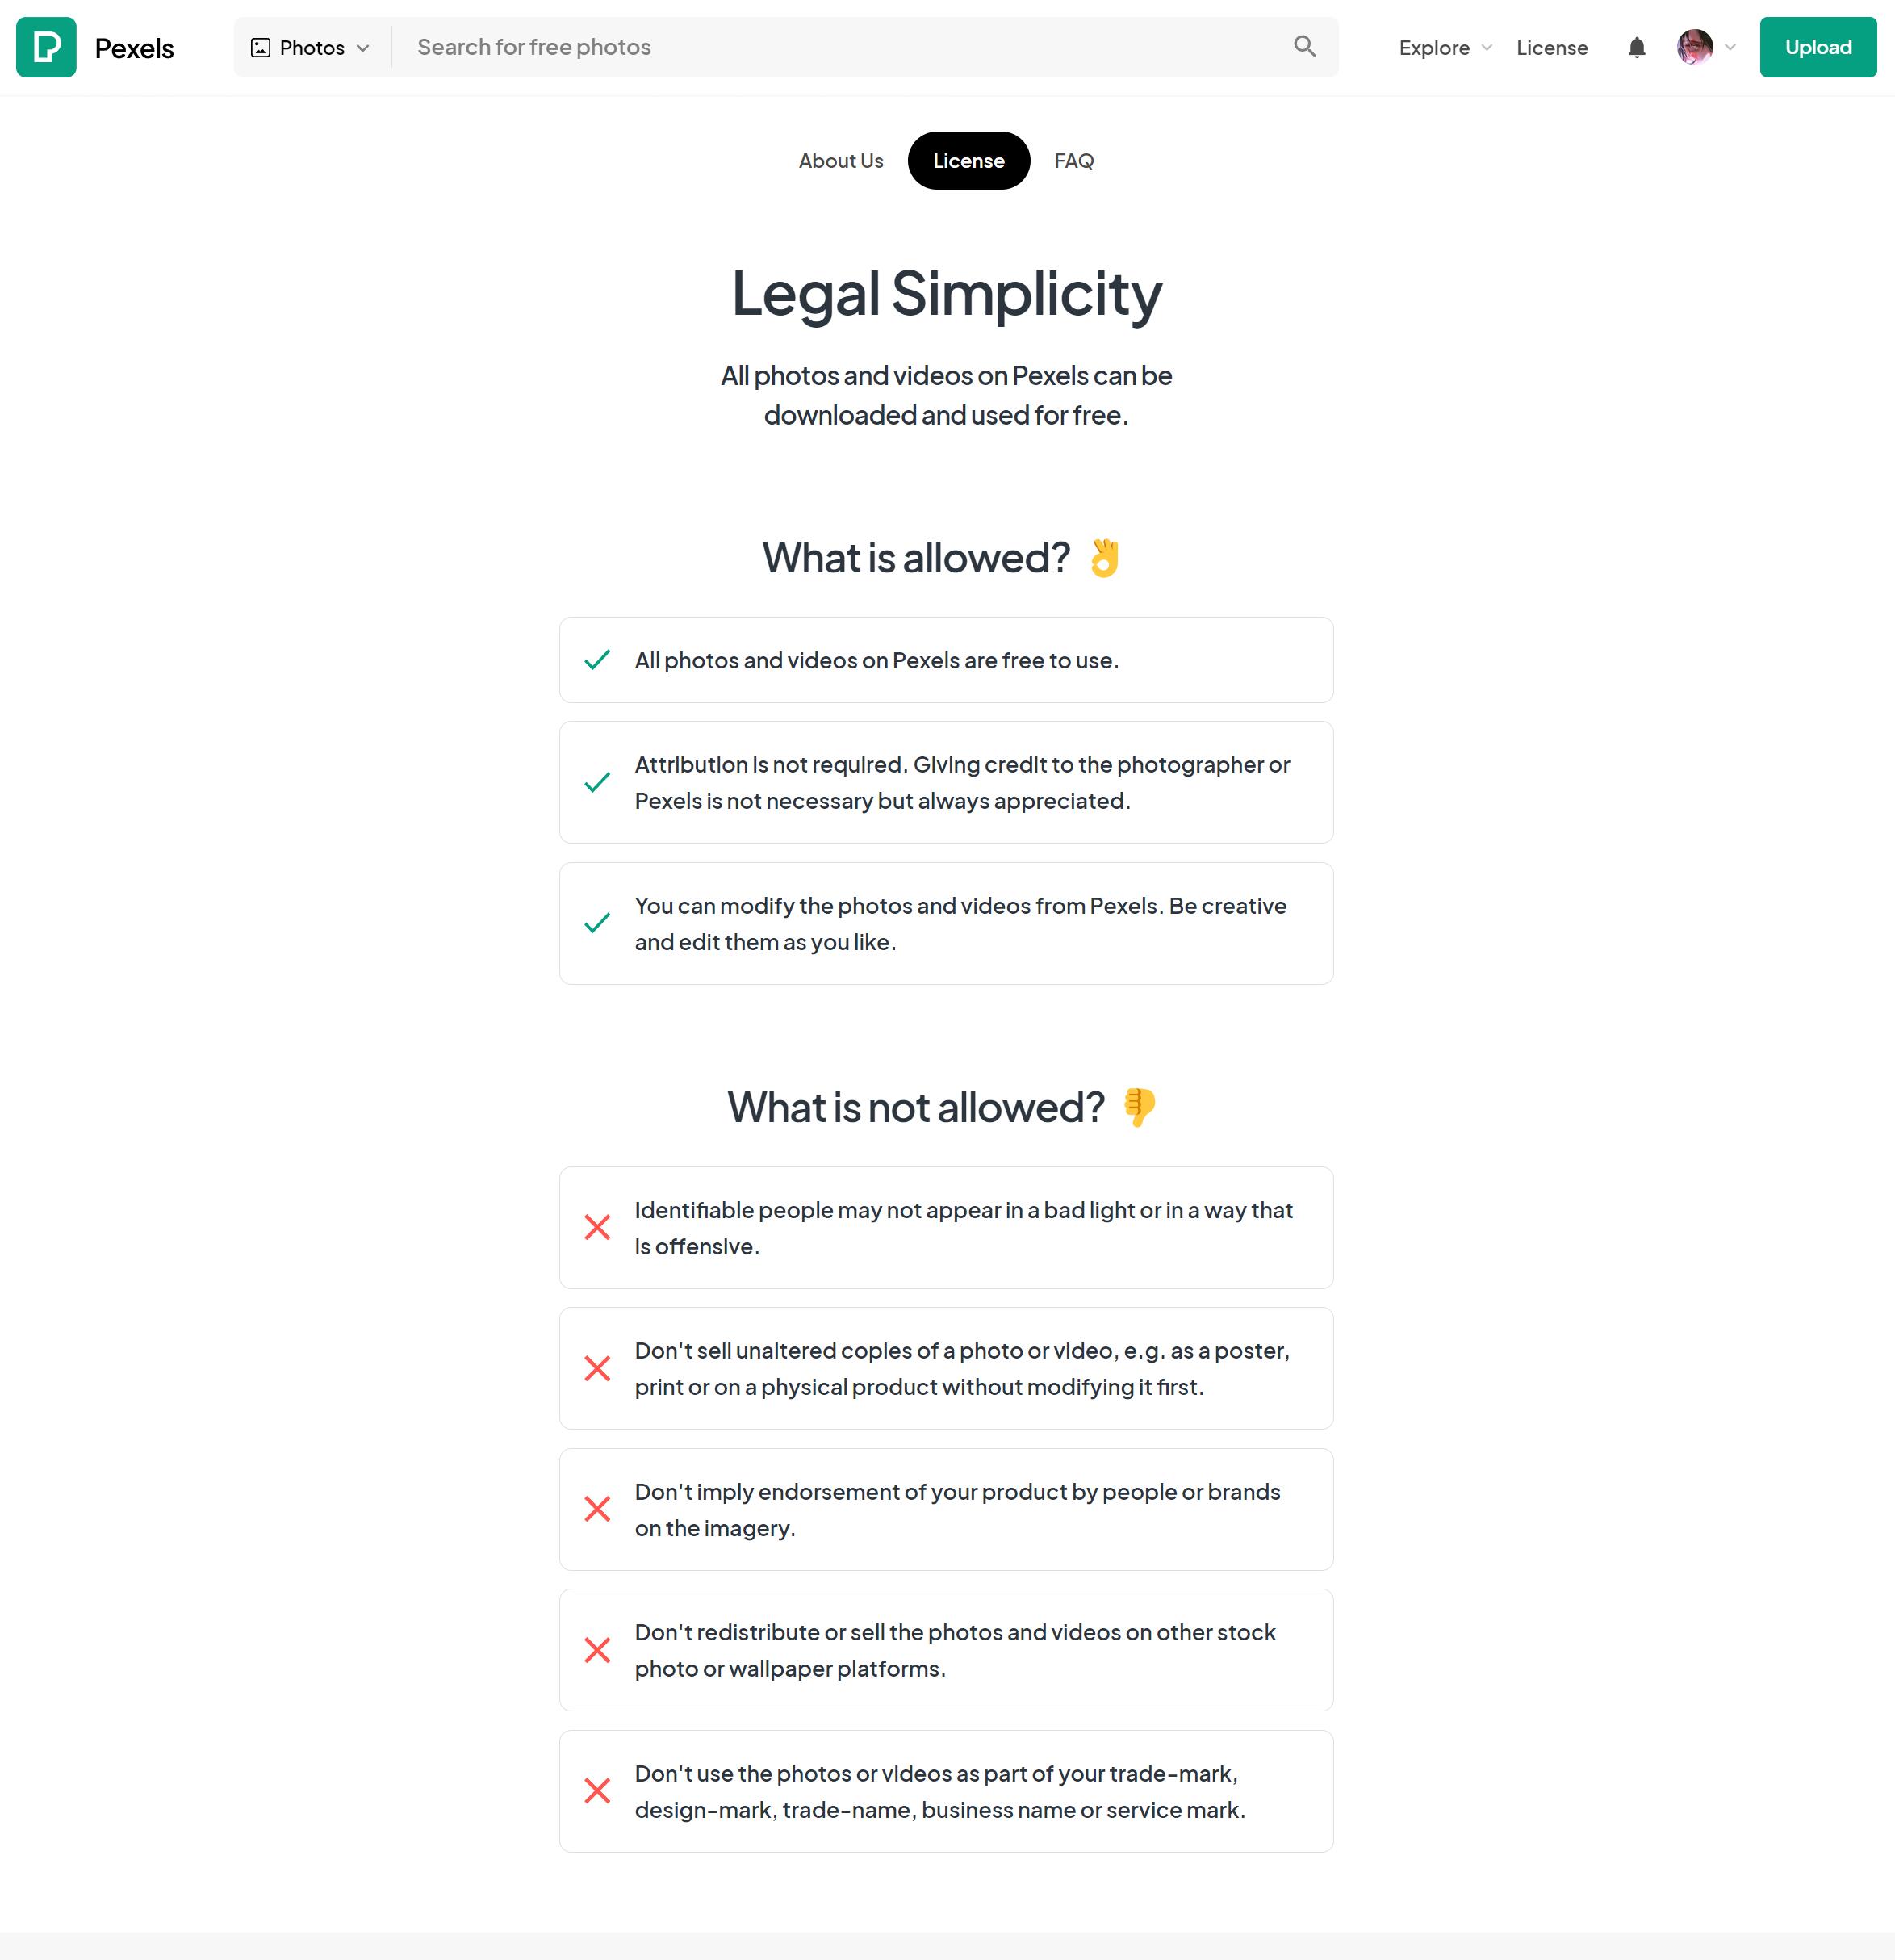 Pexels
Photos
Search for free photos
Explore
License
Upload
About Us
License
FAQ
Legal Simplicity
All photos and videos on Pexels can be
downloaded and used for free.
What is allowed? 👌
All photos and videos on Pexels are free to use.
Attribution is not required. Giving credit to the photographer or
Pexels is not necessary but always appreciated.
You can modify the photos and videos from Pexels. Be creative
and edit them as you like.
What is not allowed? 👎
Identifiable people may not appear in a bad light or in a way that
is offensive.
Don't sell unaltered copies of a photo or video, e.g. as a poster,
print or on a physical product without modifying it first.
Don't imply endorsement of your product by people or brands
on the imagery.
Don't redistribute or sell the photos and videos on other stock
photo or wallpaper platforms.
Don't use the photos or videos as part of your trade-mark,
design-mark, trade-name, business name or service mark.